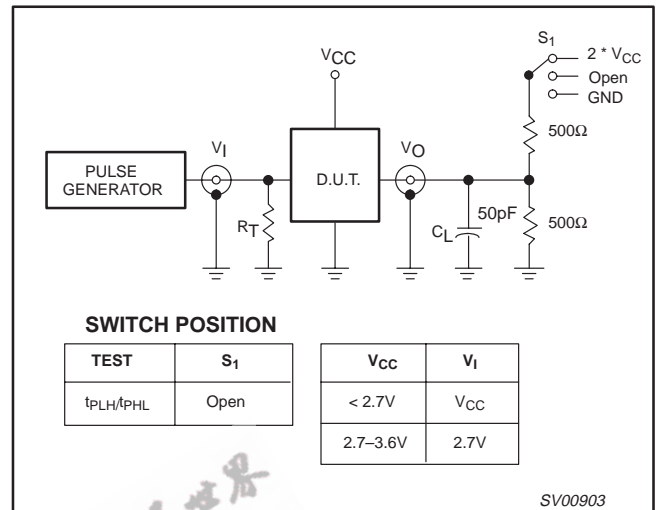 S1
2 * VCC
Open
GND
VCC
500Ω
VI
VO
PULSE
GENERATOR
D.U.T.
RT
50pF
CL
500Ω
SWITCH POSITION
TEST S1
tPLH/tPHL Open
VCC VI
< 2.7V VCC
2.7–3.6V 2.7V
SV00903